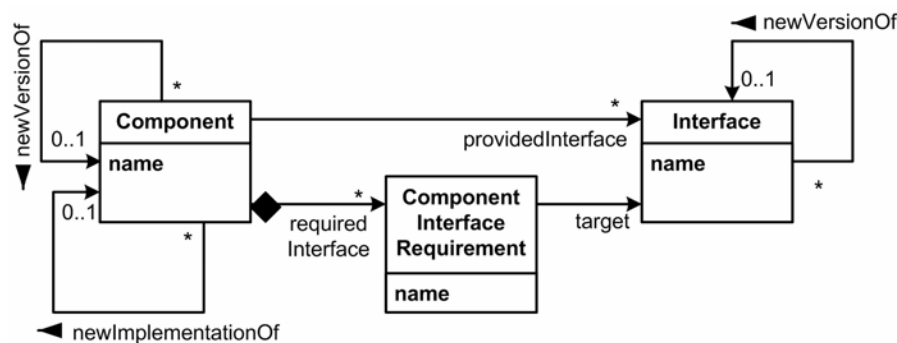 newVersionOf
newVersionOf
*
0..1
*
0..1
Component
name
*
providedInterface
Interface
name
*
0..1
*
*
required
Interface
Component
Interface
Requirement
name
target
newImplementationOf